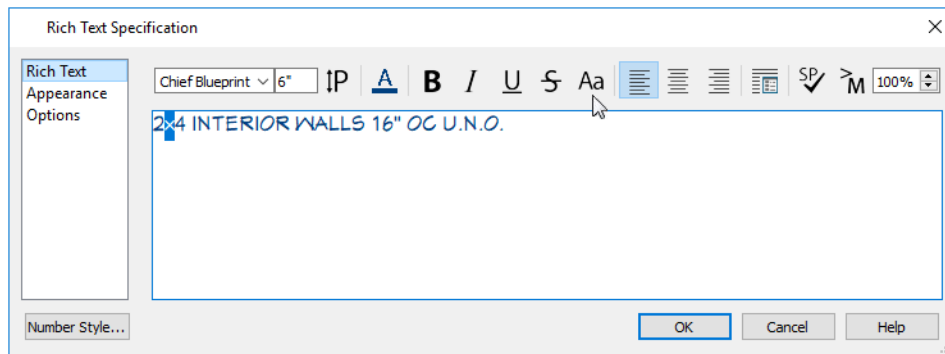 Rich Text Specification
Rich Text
Appearance
Options
Chief Blueprint 6" P A B I U S Aa SP M 100%
2x4 INTERIOR WALLS 16" OC U.N.O.
Number Style...
OK Cancel Help